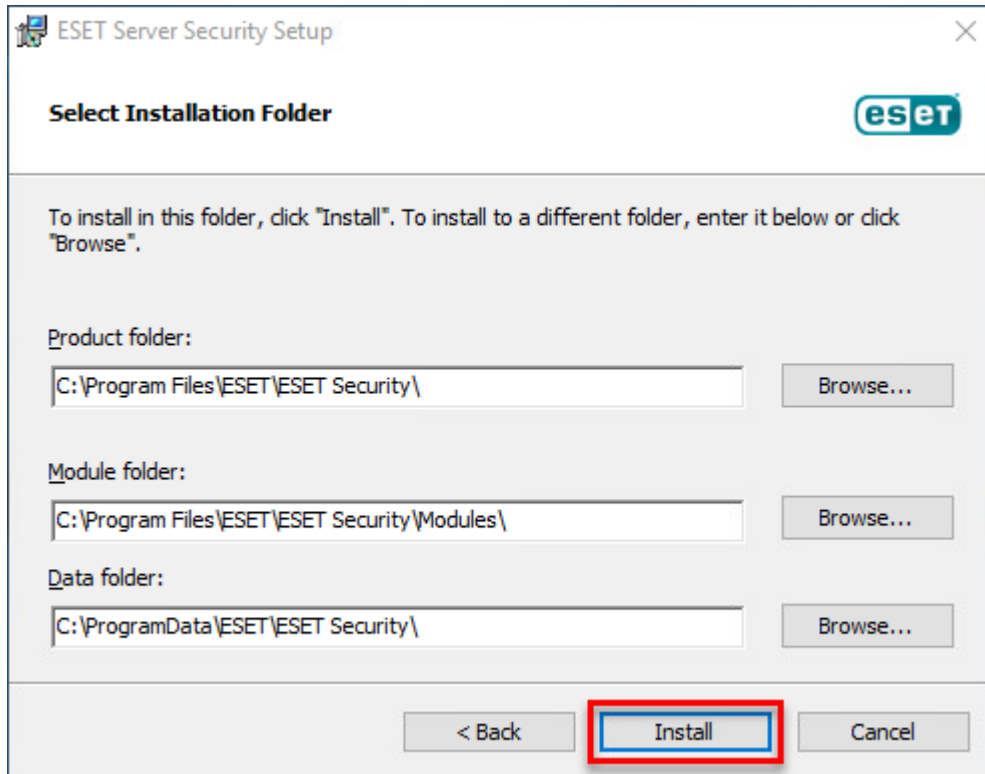 ESET Server Security Setup
Select Installation Folder
eseT
To install in this folder, click "Install". To install to a different folder, enter it below or click
"Browse".
Product folder:
C:\Program Files\ESET\ESET Security\
Browse...
Module folder:
C:\Program Files\ESET\ESET Security\Modules\
Browse...
Data folder:
C:\ProgramData\ESET\ESET Security\
Browse...
< Back
Install
Cancel